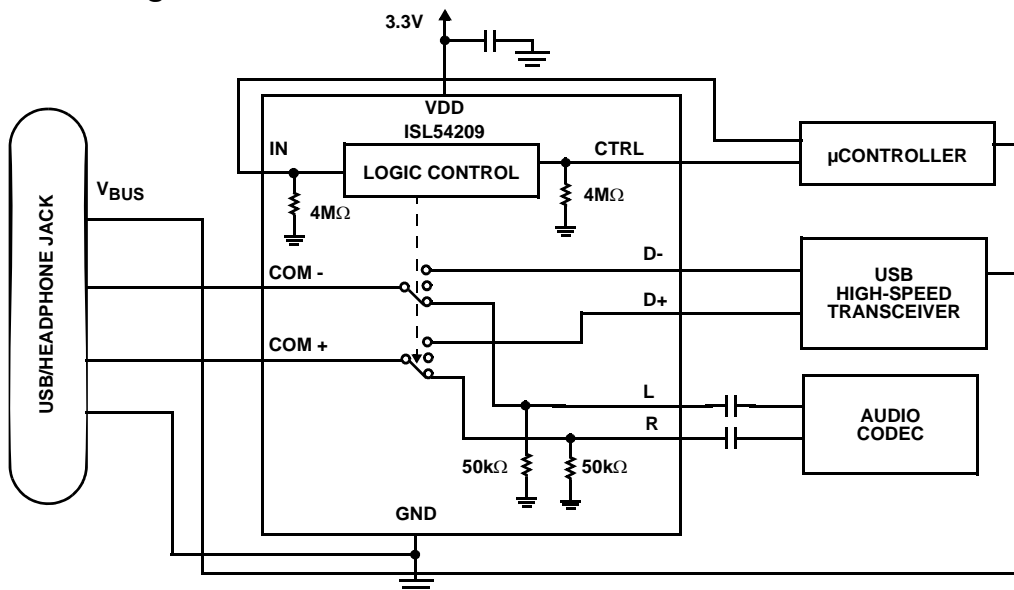 3.3V
VDD
ISL54209
IN
CTRL
LOGIC CONTROL
µCONTROLLER
4MΩ
4MΩ
VBUS
USB/HEADPHONE JACK
COM -
D-
USB
HIGH-SPEED
TRANSCEIVER
D+
COM +
L
R
AUDIO
CODEC
50kΩ
50kΩ
GND